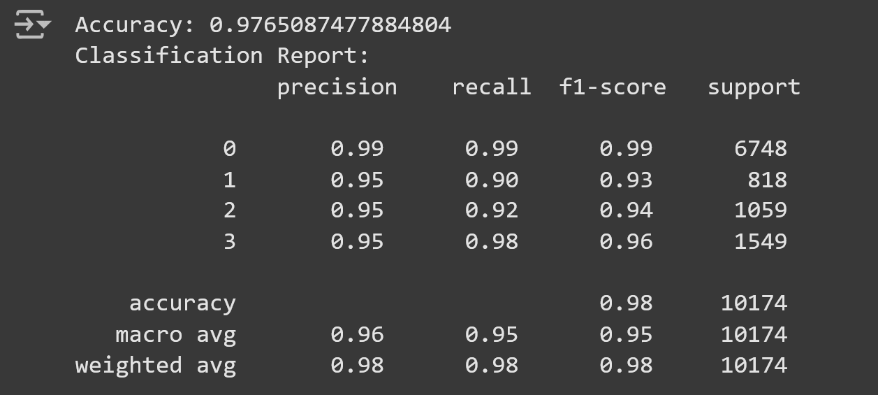 Accuracy: 0.9765087477884804
Classification Report:
precision recall f1-score support
0 0.99 0.99 0.99 6748
1 0.95 0.90 0.93 818
2 0.95 0.92 0.94 1059
3 0.95 0.98 0.96 1549
accuracy 0.98 10174
macro avg 0.96 0.95 0.95 10174
weighted avg 0.98 0.98 0.98 10174